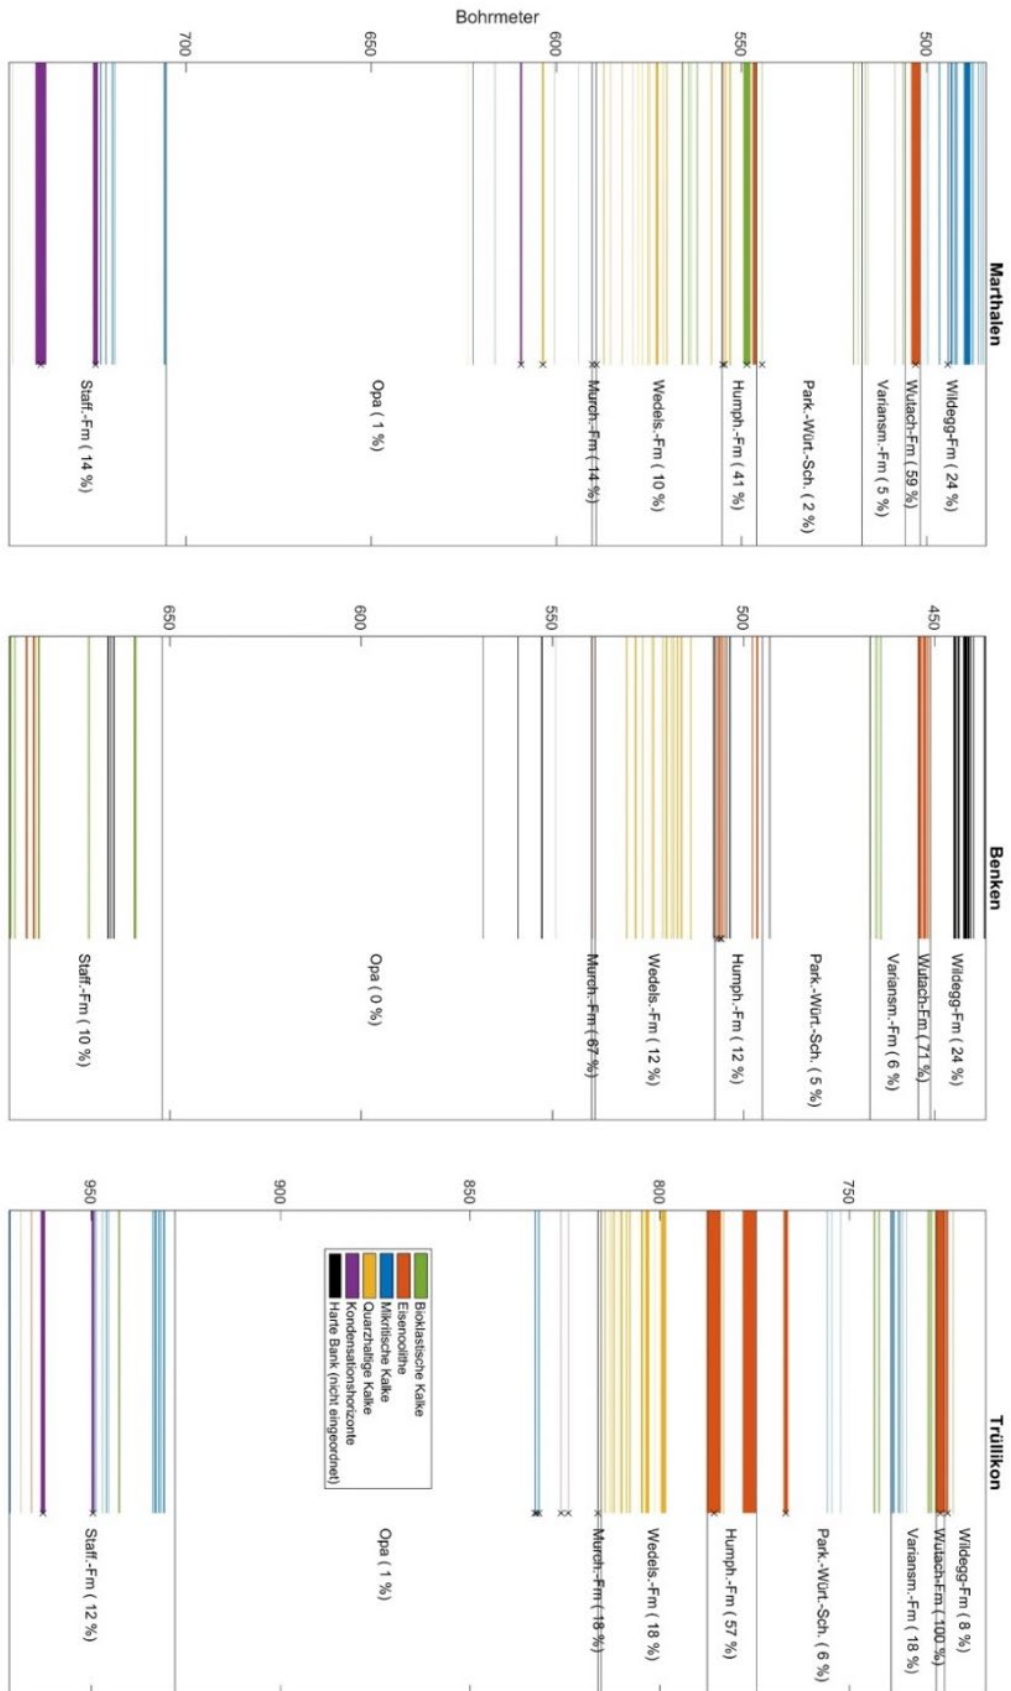 Marthalen
Bohrmeter
500
550
600
650
700
Wildegg-Fm ( 24 %)
Wutach-Fm ( 59 %)
Variansm.-Fm ( 5 %)
Park.-Würt.-Sch. ( 2 %)
Humph.-Fm ( 41 %)
Wedels.-Fm ( 10 %)
Murch.-Fm ( 14 %)
Opa ( 1 %)
Staff.-Fm ( 14 %)
Benken
450
500
550
600
650
Wildegg-Fm ( 24 %)
Wutach-Fm ( 71 %)
Variansm.-Fm ( 6 %)
Park.-Würt.-Sch. ( 5 %)
Humph.-Fm ( 12 %)
Wedels.-Fm ( 12 %)
Murch.-Fm ( 67 %)
Opa ( 0 %)
Staff.-Fm ( 10 %)
Trüllikon
750
800
850
900
950
Wildegg-Fm ( 8 %)
Wutach-Fm ( 100 %)
Variansm.-Fm ( 18 %)
Park.-Würt.-Sch. ( 6 %)
Humph.-Fm ( 57 %)
Wedels.-Fm ( 18 %)
Murch.-Fm ( 18 %)
Opa ( 1 %)
Staff.-Fm ( 12 %)
Bioklastische Kalke
Eisenoolithe
Mikritische Kalke
Quarzhaltige Kalke
Kondensationshorizonte
Harte Bank (nicht eingeordnet)